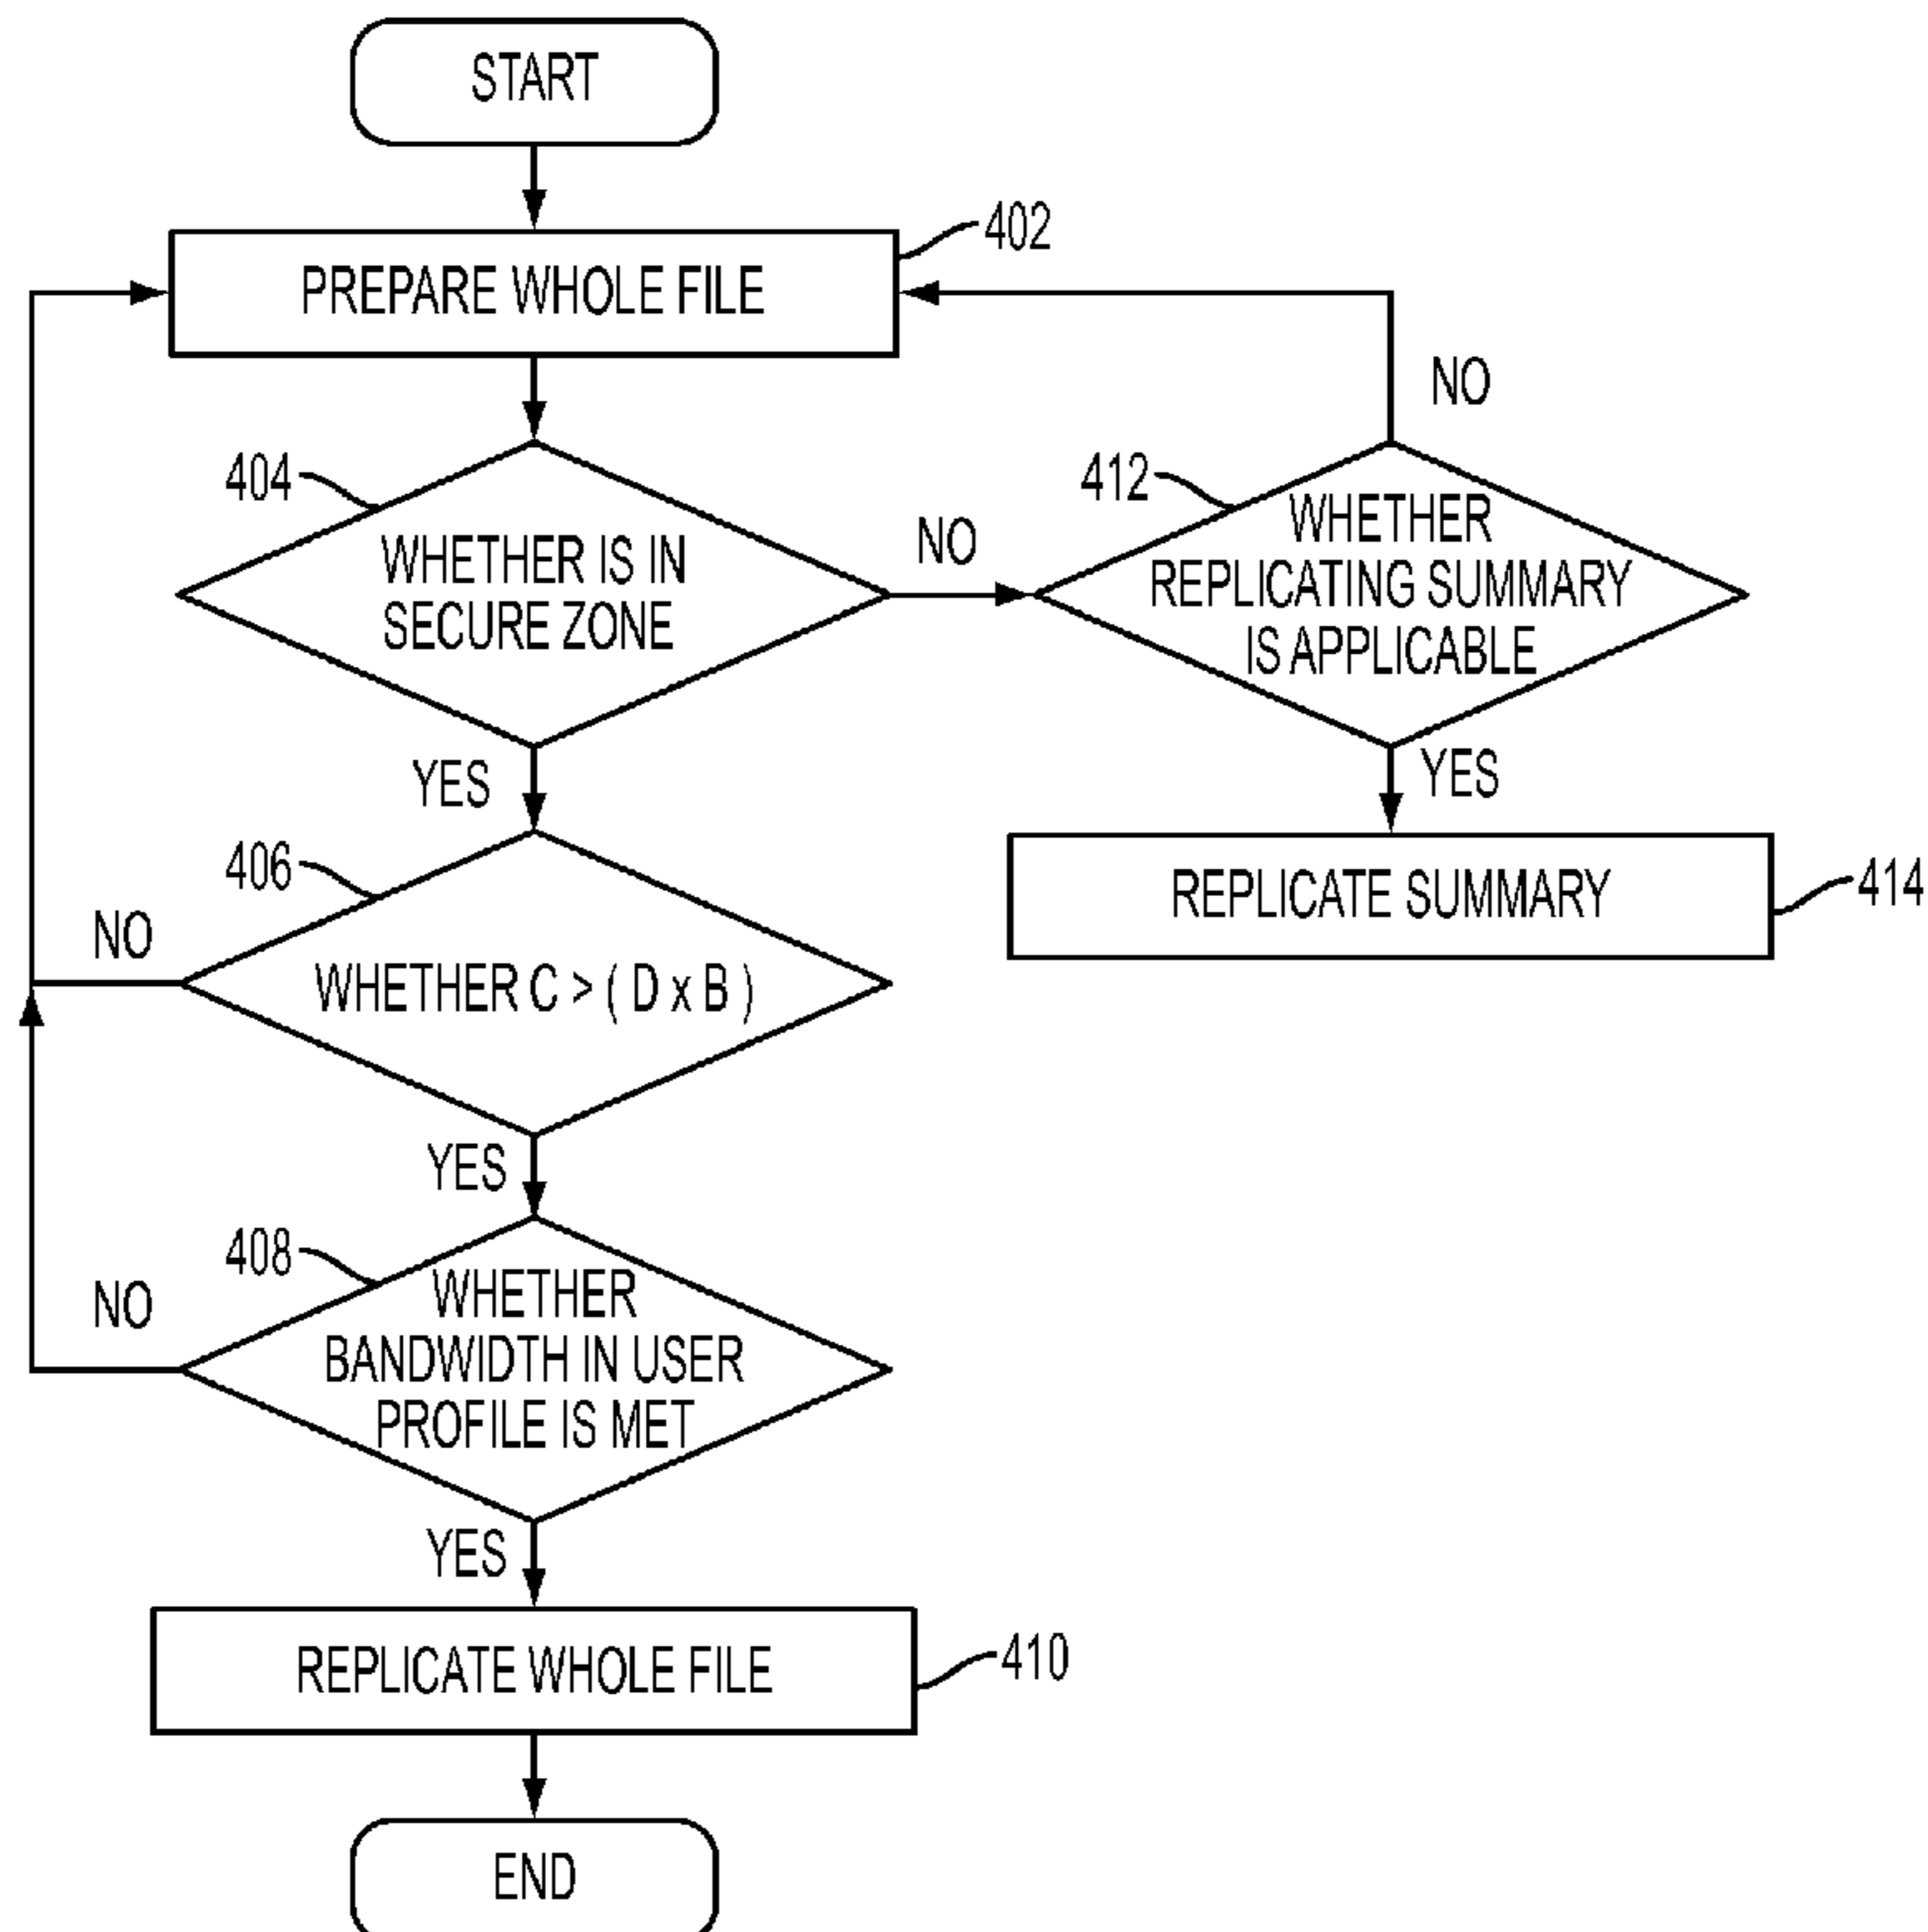 START
402
PREPARE WHOLE FILE
NO
404
412
WHETHER IS IN
SECURE ZONE
NO
WHETHER
REPLICATING SUMMARY
IS APPLICABLE
YES
YES
406
REPLICATE SUMMARY
414
NO
WHETHER C > ( D x B )
YES
408
NO
WHETHER
BANDWIDTH IN USER
PROFILE IS MET
YES
REPLICATE WHOLE FILE
410
END